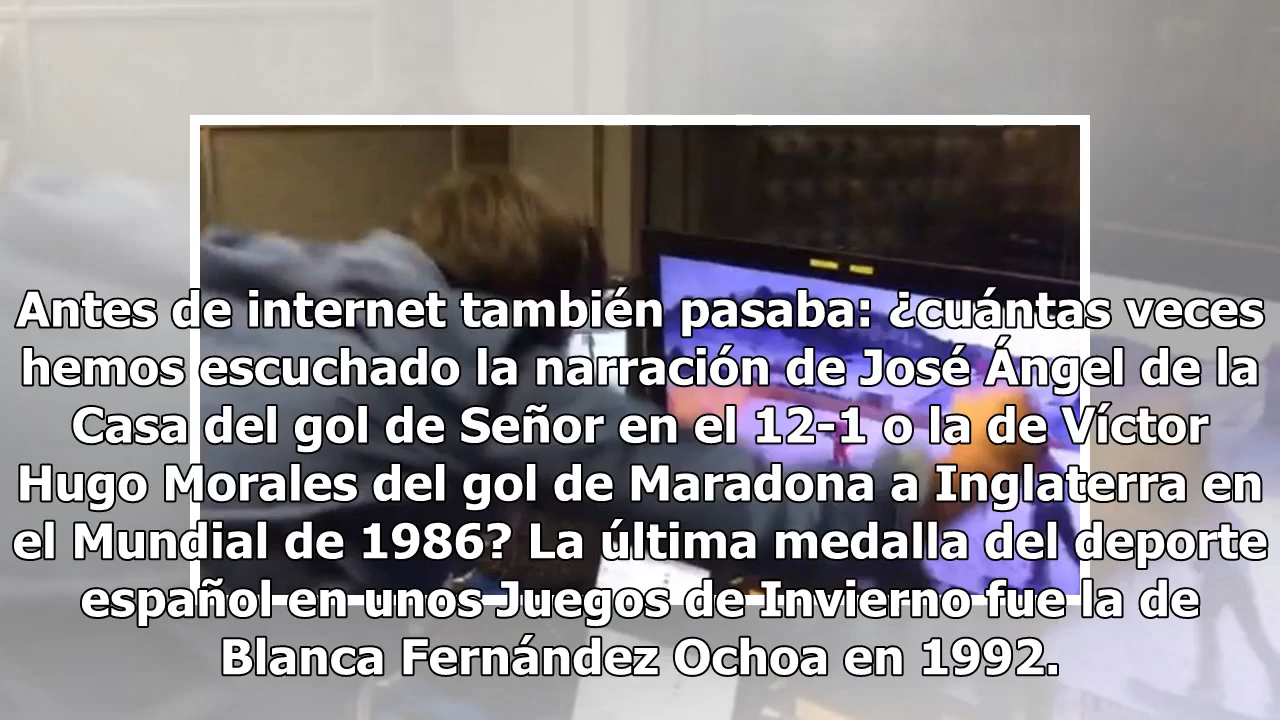 Antes de internet también pasaba: ¿cuántas veces
hemos escuchado la narración de José Ángel de la
Casa del gol de Señor en el 12-1 o la de Víctor
Hugo Morales del gol de Maradona a Inglaterra en
el Mundial de 1986? La última medalla del deporte
español en unos Juegos de Invierno fue la de
Blanca Fernández Ochoa en 1992.